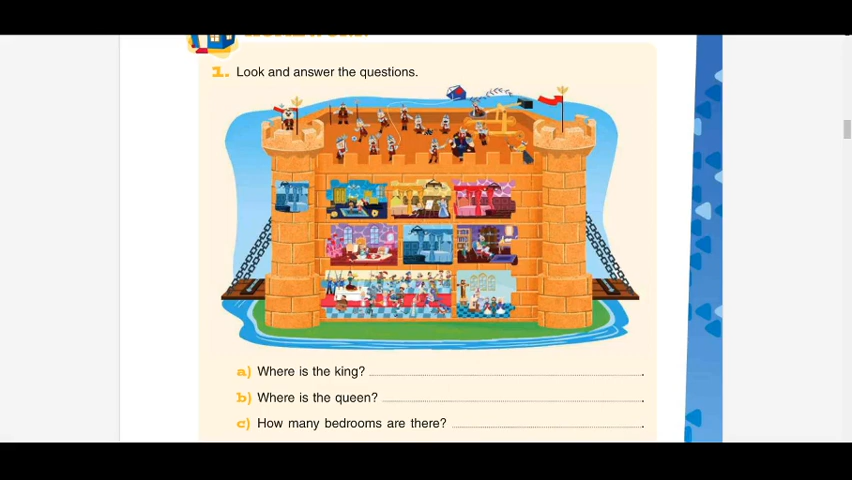 1. Look and answer the questions.
a) Where is the king? .
b) Where is the queen? .
c) How many bedrooms are there? .